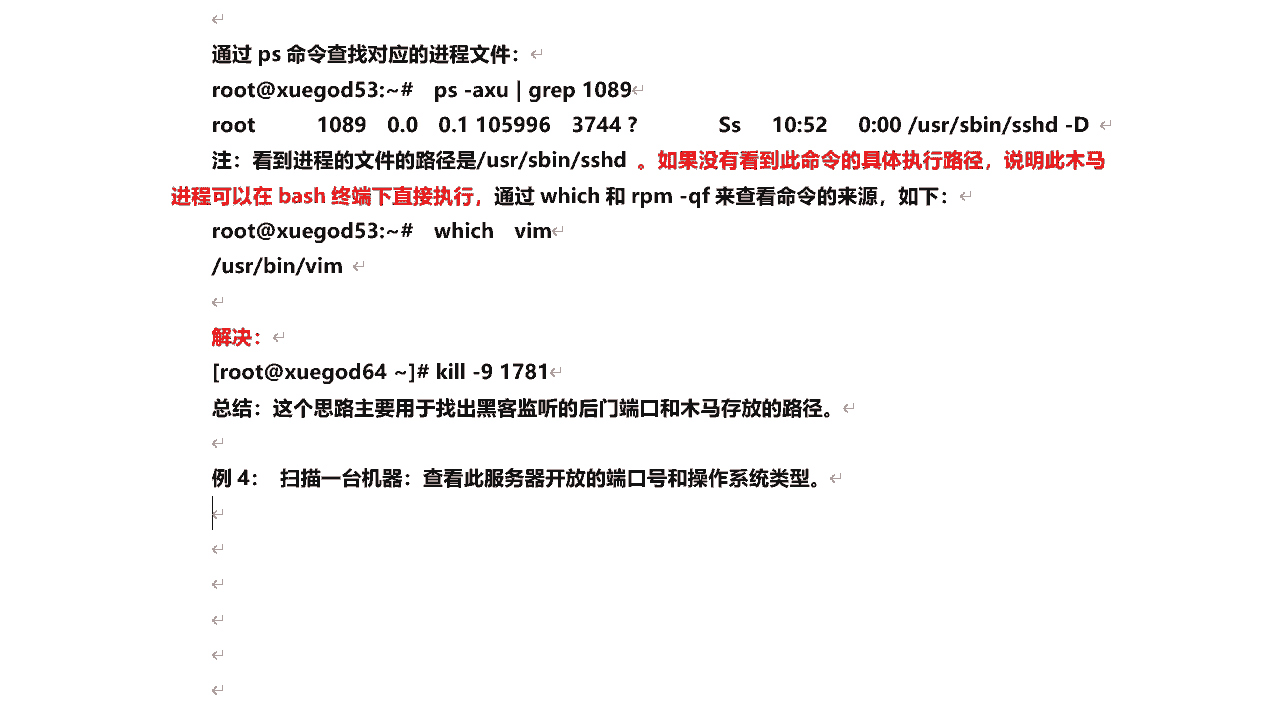 通过 ps 命令查找对应的进程文件：
root@xuegod53:~# ps -axu | grep 1089
root 1089 0.0 0.1 105996 3744 ? Ss 10:52 0:00 /usr/sbin/sshd -D
注：看到进程的文件的路径是/usr/sbin/sshd 。如果没有看到此命令的具体执行路径，说明此木马
进程可以在 bash 终端下直接执行，通过 which 和 rpm -qf 来查看命令的来源，如下：
root@xuegod53:~# which vim
/usr/bin/vim
解决：
[root@xuegod64 ~]# kill -9 1781
总结：这个思路主要用于找出黑客监听的后门端口和木马存放的路径。
例 4： 扫描一台机器：查看此服务器开放的端口号和操作系统类型。